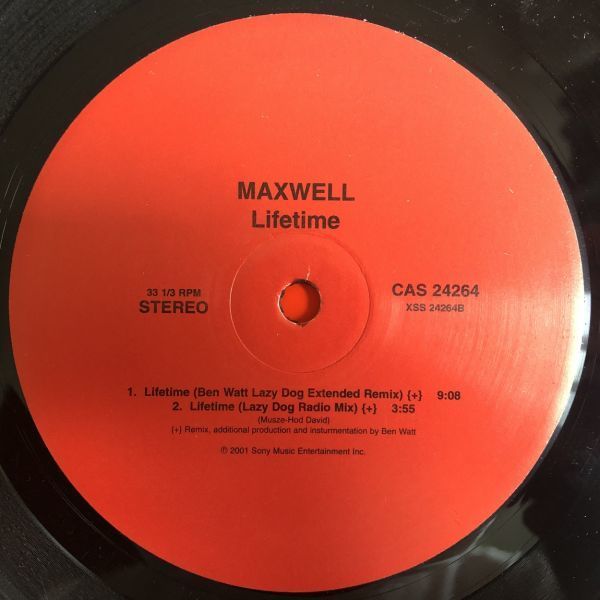 MAXWELL
Lifetime
33 1/3 RPM
STEREO
CAS 24264
XSS 24264B
1. Lifetime (Ben Watt Lazy Dog Extended Remix) {+} 9:08
2. Lifetime (Lazy Dog Radio Mix) {+} 3:55
(Musze-Hod David)
{+} Remix, additional production and insturmentation by Ben Watt
℗ 2001 Sony Music Entertainment Inc.